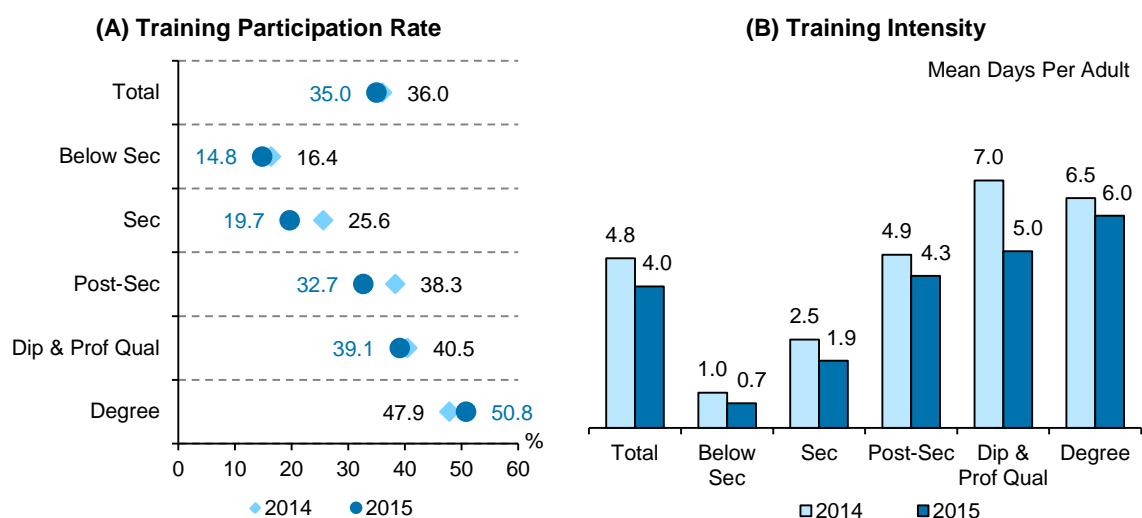 (A) Training Participation Rate
Total
35.0
36.0
Below Sec
14.8
16.4
Sec
19.7
25.6
Post-Sec
32.7
38.3
Dip & Prof Qual
39.1
40.5
Degree
47.9
50.8
%
0 10 20 30 40 50 60
2014 2015
(B) Training Intensity
Mean Days Per Adult
4.8
4.0
1.0
0.7
2.5
1.9
4.9
4.3
7.0
5.0
6.5
6.0
Total
Below
Sec
Sec
Post-Sec
Dip &
Prof Qual
Degree
2014 2015